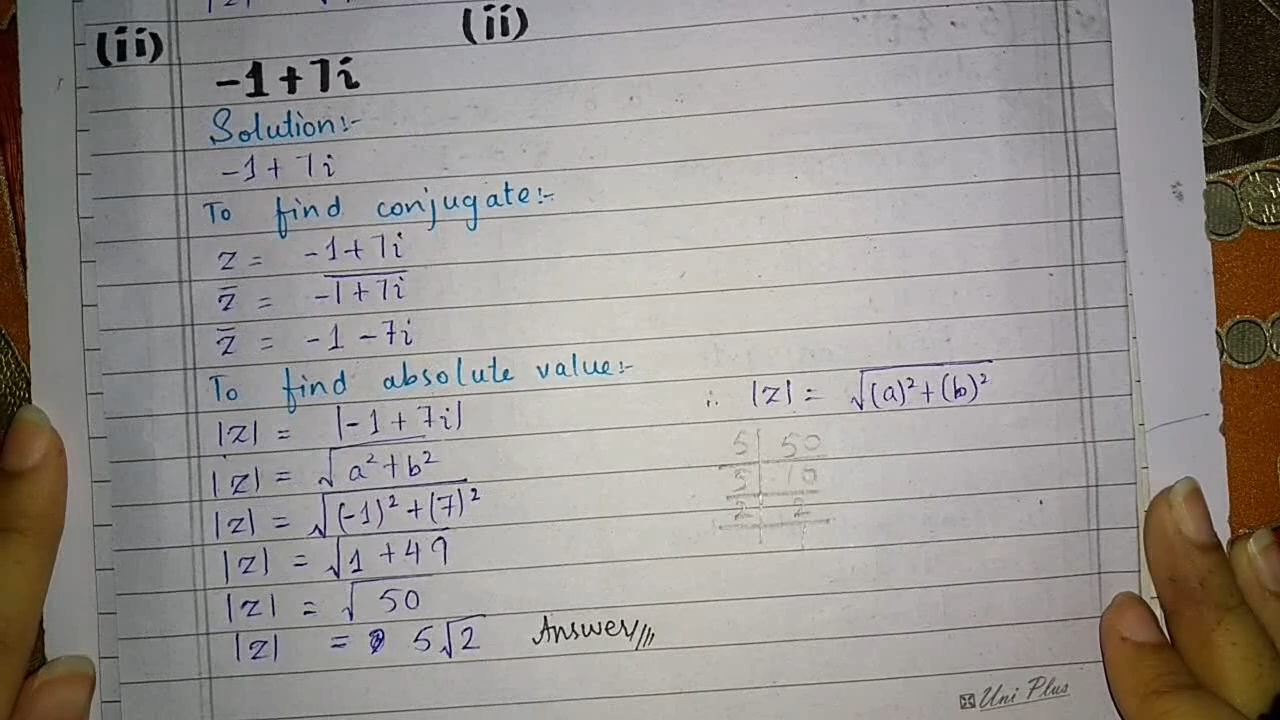 (ii)
(ii)
-1+7i
Solution:-
-1+ 7i
To find conjugate:-
z = -1+7i
z̅ = \overline{-1+7i}
z̅ = -1-7i
To find absolute value:-
|z| = |-1+7i|
∴ |z| = √(a)²+(b)²
|z| = √a²+b²
5| 50
5| 10
2| 2
|z| = √(-1)²+(7)²
|z| = √1+49
|z| = √50
|z| = 5√2 Answer
Uni Plus